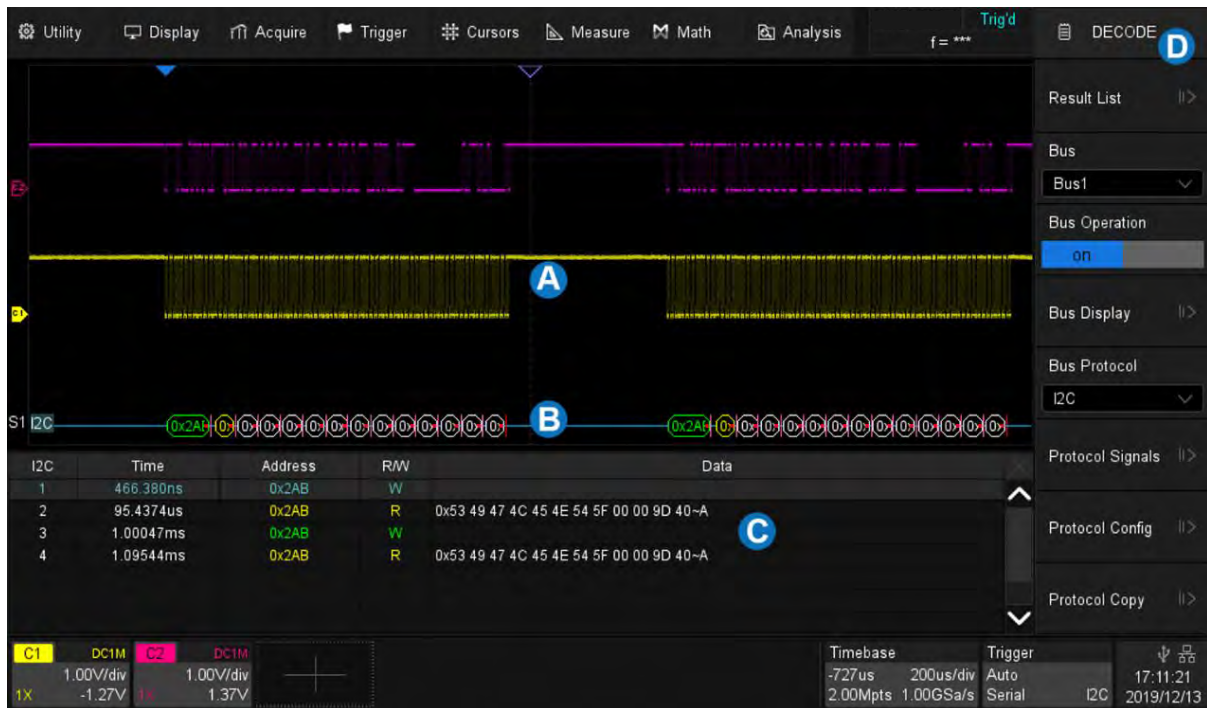 Utility Display Acquire Trigger Cursors Measure Math Analysis
Trig'd
f = ***
DECODE
D
Result List
Bus
Bus1
Bus Operation
on
Bus Display
Bus Protocol
I2C
Protocol Signals
Protocol Config
Protocol Copy
A
C1
S1 I2C
B
I2C Time Address R/W Data
1 466.380ns 0x2AB W
2 95.4374us 0x2AB R 0x53 49 47 4C 45 4E 54 5F 00 00 9D 40~A
3 1.00047ms 0x2AB W
4 1.09544ms 0x2AB R 0x53 49 47 4C 45 4E 54 5F 00 00 9D 40~A
C
C1 DC1M
1.00V/div
1X -1.27V
C2 DC1M
1.00V/div
1X 1.37V
Timebase
-727us 200us/div
2.00Mpts 1.00GSa/s
Trigger
Auto
Serial I2C
17:11:21
2019/12/13